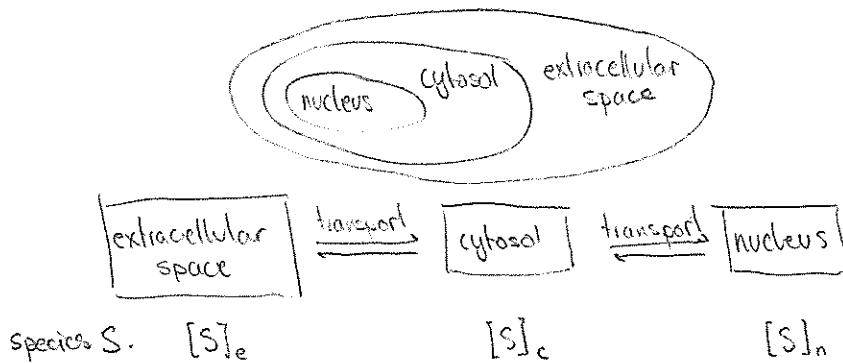 nucleus cytosol extracellular
space
extracellular
space transport cytosol transport nucleus
species S. [S]e [S]c [S]n